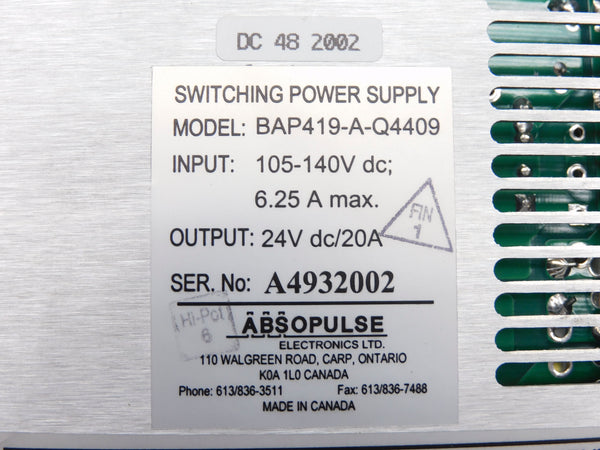 DC 48 2002
SWITCHING POWER SUPPLY
MODEL: BAP419-A-Q4409
INPUT: 105-140V dc;
6.25 A max.
FIN
1
OUTPUT: 24V dc/20A
SER. No: A4932002
Hi-Pot
6
ABSOPULSE
ELECTRONICS LTD.
110 WALGREEN ROAD, CARP, ONTARIO
K0A 1L0 CANADA
Phone: 613/836-3511 Fax: 613/836-7488
MADE IN CANADA